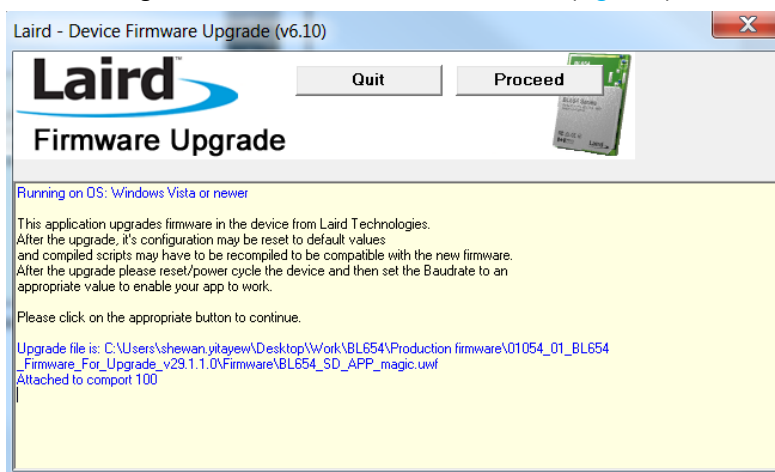 Laird - Device Firmware Upgrade (v6.10)
Laird
Quit
Proceed
Firmware Upgrade
Running on OS: Windows Vista or newer
This application upgrades firmware in the device from Laird Technologies.
After the upgrade, it's configuration may be reset to default values
and compiled scripts may have to be recompiled to be compatible with the new firmware.
After the upgrade please reset/power cycle the device and then set the Baudrate to an
appropriate value to enable your app to work.
Please click on the appropriate button to continue.
Upgrade file is: C:\Users\shewan.yitayew\Desktop\Work\BL654\Production firmware\01054_01_BL654
_Firmware_For_Upgrade_v29.1.1.0\Firmware\BL654_SD_APP_magic.uwf
Attached to comport 100